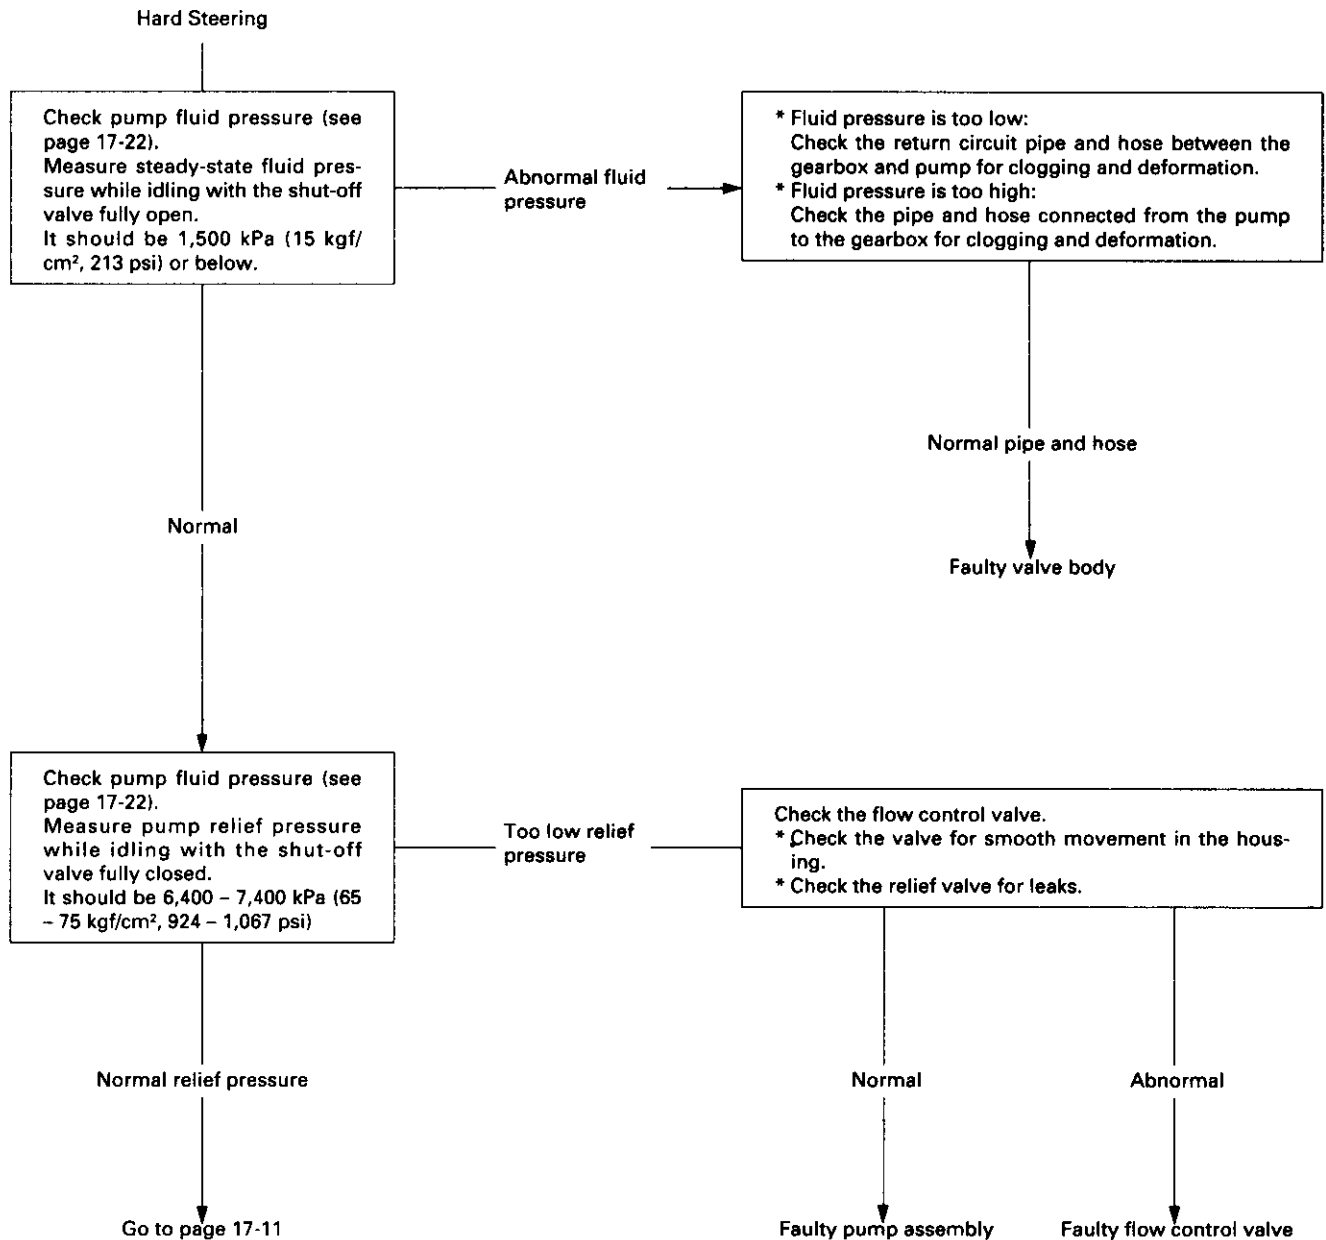 Hard Steering
Check pump fluid pressure (see
page 17-22).
Measure steady-state fluid pres-
sure while idling with the shut-off
valve fully open.
It should be 1,500 kPa (15 kgf/
cm², 213 psi) or below.
Abnormal fluid
pressure
* Fluid pressure is too low:
Check the return circuit pipe and hose between the
gearbox and pump for clogging and deformation.
* Fluid pressure is too high:
Check the pipe and hose connected from the pump
to the gearbox for clogging and deformation.
Normal pipe and hose
Normal
Faulty valve body
Check pump fluid pressure (see
page 17-22).
Measure pump relief pressure
while idling with the shut-off
valve fully closed.
It should be 6,400 – 7,400 kPa (65
– 75 kgf/cm², 924 – 1,067 psi)
Too low relief
pressure
Check the flow control valve.
* Check the valve for smooth movement in the hous-
ing.
* Check the relief valve for leaks.
Normal relief pressure
Normal
Abnormal
Go to page 17-11
Faulty pump assembly
Faulty flow control valve